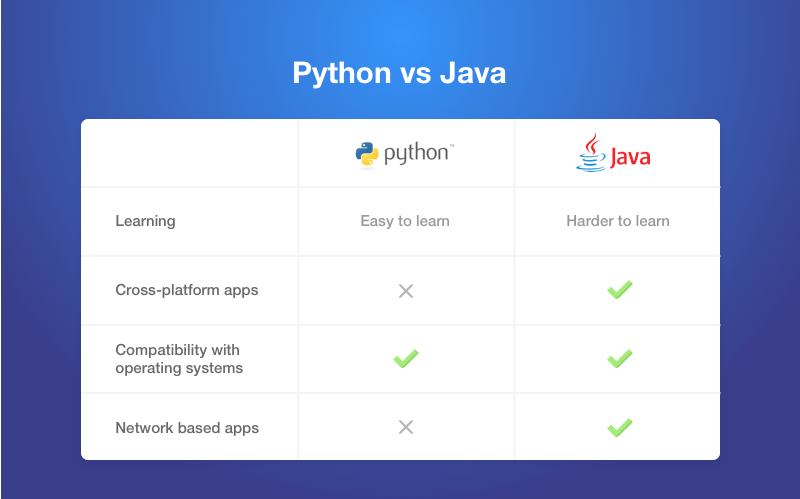 Python vs Java
python™
Java
Learning
Easy to learn
Harder to learn
Cross-platform apps
Compatibility with
operating systems
Network based apps